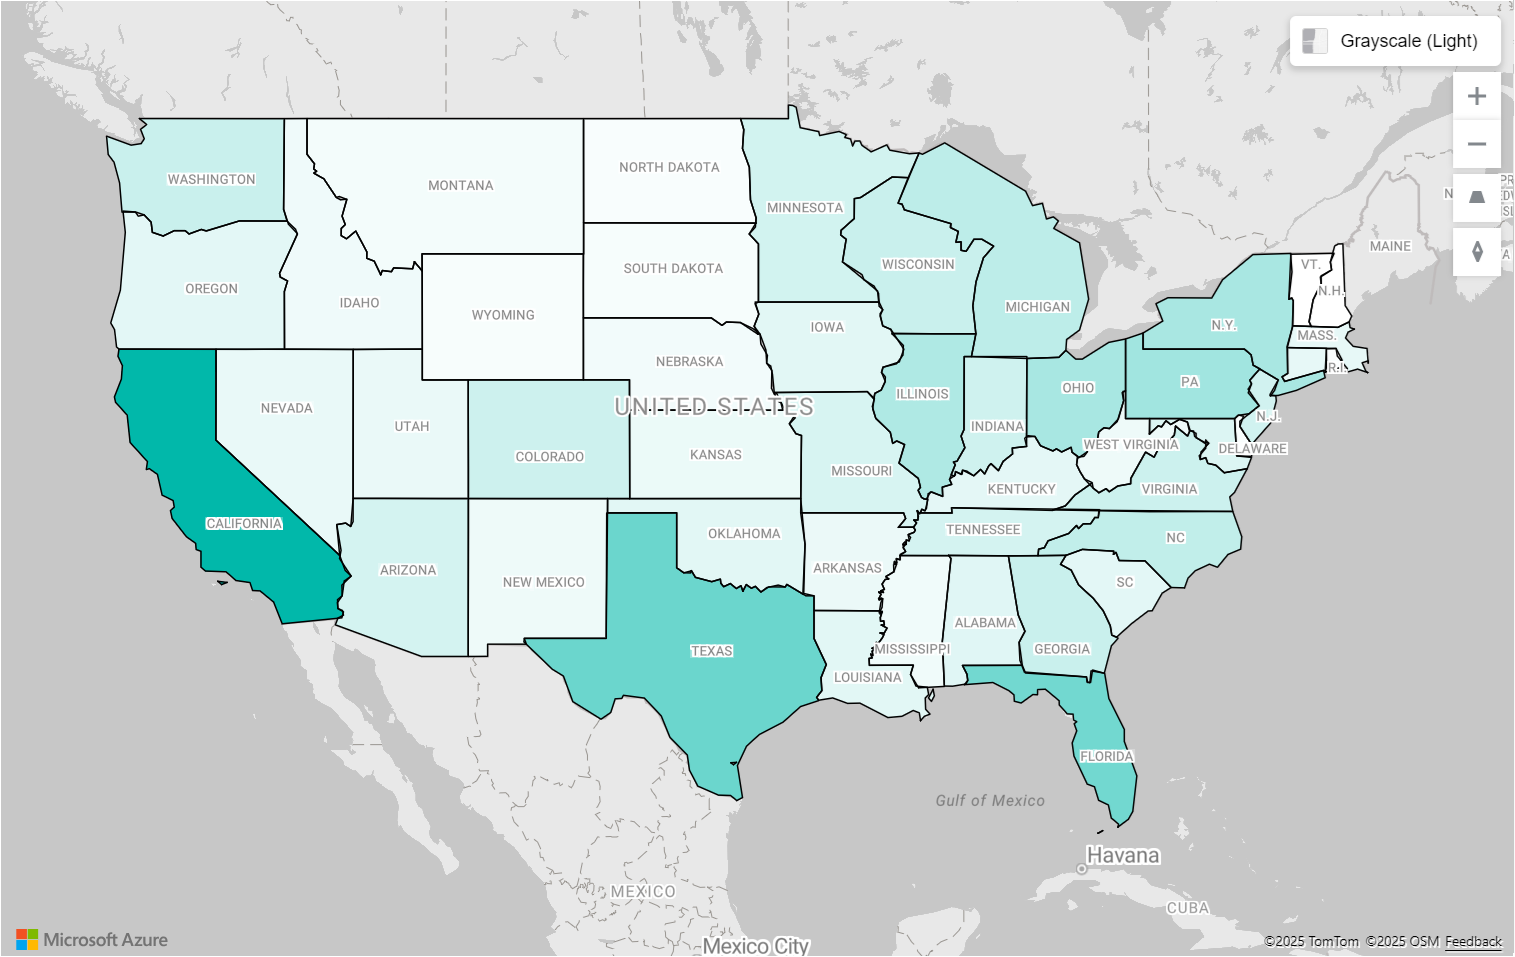 Grayscale (Light)
WASHINGTON
MONTANA
NORTH DAKOTA
MINNESOTA
MAINE
VT.
N.H.
OREGON
IDAHO
WYOMING
SOUTH DAKOTA
WISCONSIN
MICHIGAN
N.Y.
MASS.
R.I.
IOWA
NEBRASKA
UNITED STATES
NEVADA
UTAH
COLORADO
KANSAS
MISSOURI
ILLINOIS
INDIANA
OHIO
PA
N.J.
DELAWARE
WEST VIRGINIA
VIRGINIA
KENTUCKY
CALIFORNIA
ARIZONA
NEW MEXICO
OKLAHOMA
ARKANSAS
TENNESSEE
NC
SC
TEXAS
LOUISIANA
MISSISSIPPI
ALABAMA
GEORGIA
FLORIDA
Gulf of Mexico
Havana
MEXICO
CUBA
Mexico City
Microsoft Azure
©2025 TomTom ©2025 OSM Feedback